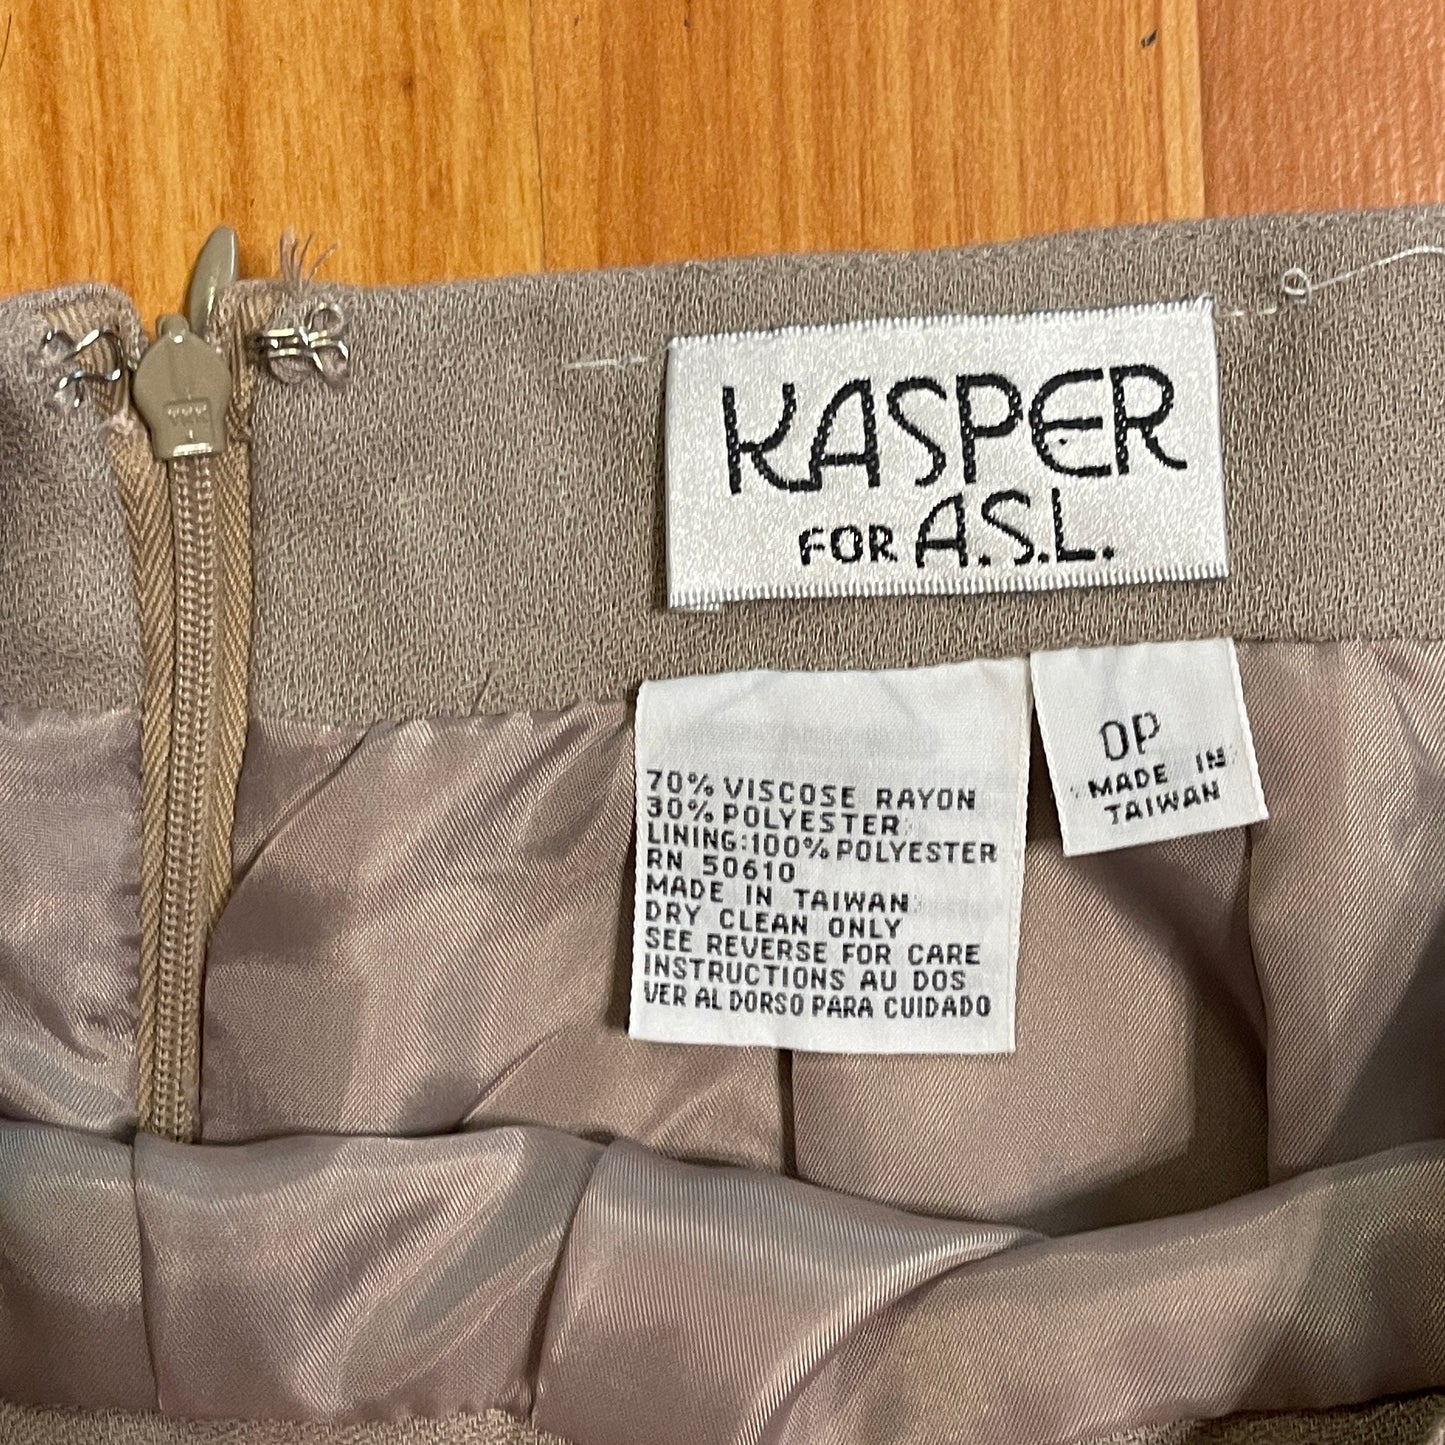 KASPER
FOR A.S.L.
70% VISCOSE RAYON
30% POLYESTER
LINING:100% POLYESTER
RN 50610
MADE IN TAIWAN
DRY CLEAN ONLY
SEE REVERSE FOR CARE
INSTRUCTIONS AU DOS
VER AL DORSO PARA CUIDADO
OP
MADE IN
TAIWAN